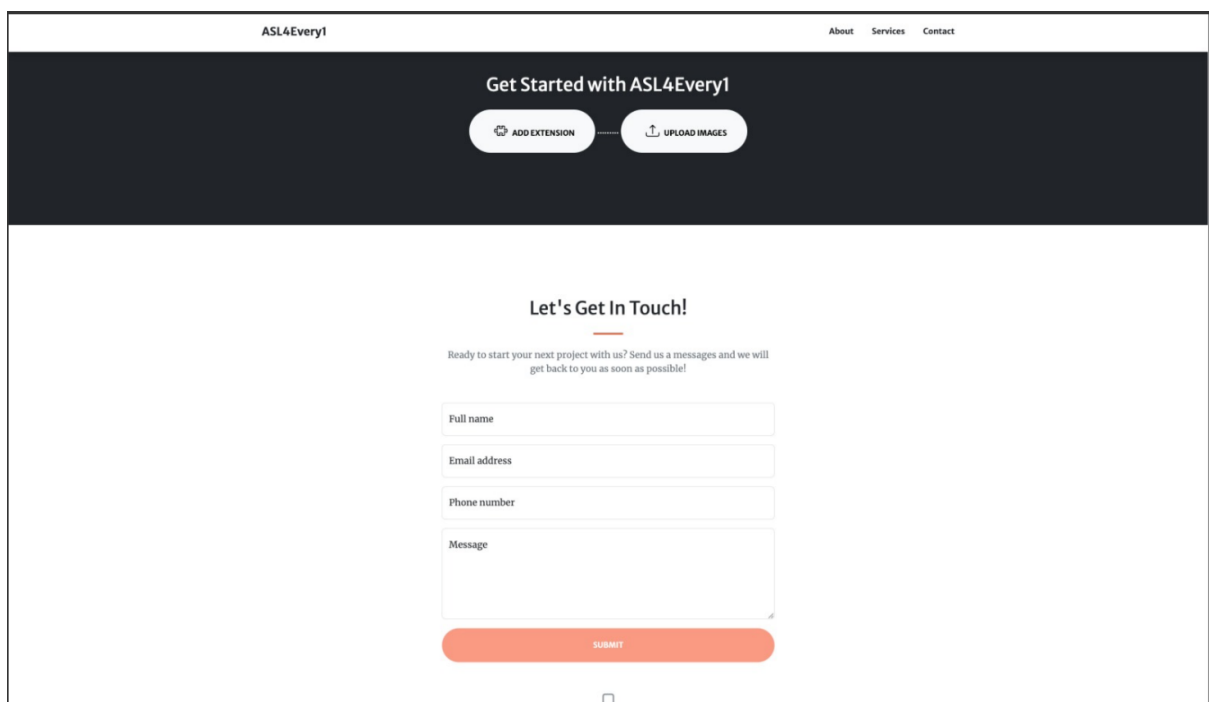 ASL4Every1
About Services Contact
Get Started with ASL4Every1
ADD EXTENSION
UPLOAD IMAGES
Let's Get In Touch!
Ready to start your next project with us? Send us a messages and we will
get back to you as soon as possible!
Full name
Email address
Phone number
Message
SUBMIT